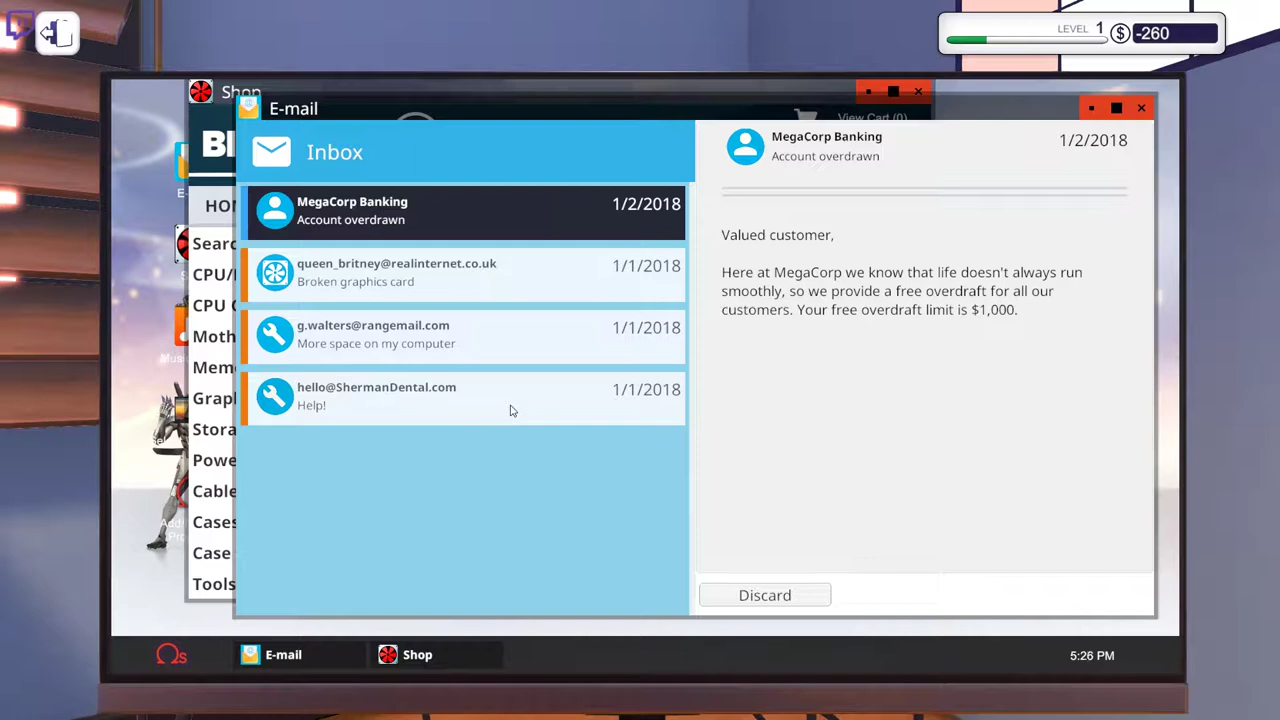 LEVEL 1
$ -260
Shop
View Cart (0)
E-mail
Inbox
MegaCorp Banking
Account overdrawn
1/2/2018
queen_britney@realinternet.co.uk
Broken graphics card
1/1/2018
g.walters@rangemail.com
More space on my computer
1/1/2018
hello@ShermanDental.com
Help!
1/1/2018
MegaCorp Banking
Account overdrawn
1/2/2018
Valued customer,
Here at MegaCorp we know that life doesn't always run
smoothly, so we provide a free overdraft for all our
customers. Your free overdraft limit is $1,000.
Discard
HO
Searc
CPU/
CPU C
Moth
Mem
Grap
Stora
Powe
Cable
Cases
Case
Tools
E-mail
Shop
5:26 PM